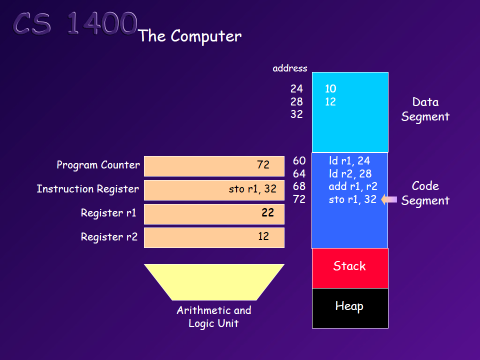 CS 1400
The Computer
address
24 10
28 12
32
Data
Segment
Program Counter 72
Instruction Register sto r1, 32
Register r1 22
Register r2 12
60 ld r1, 24
64 ld r2, 28
68 add r1, r2
72 sto r1, 32
Code
Segment
Stack
Heap
Arithmetic and
Logic Unit